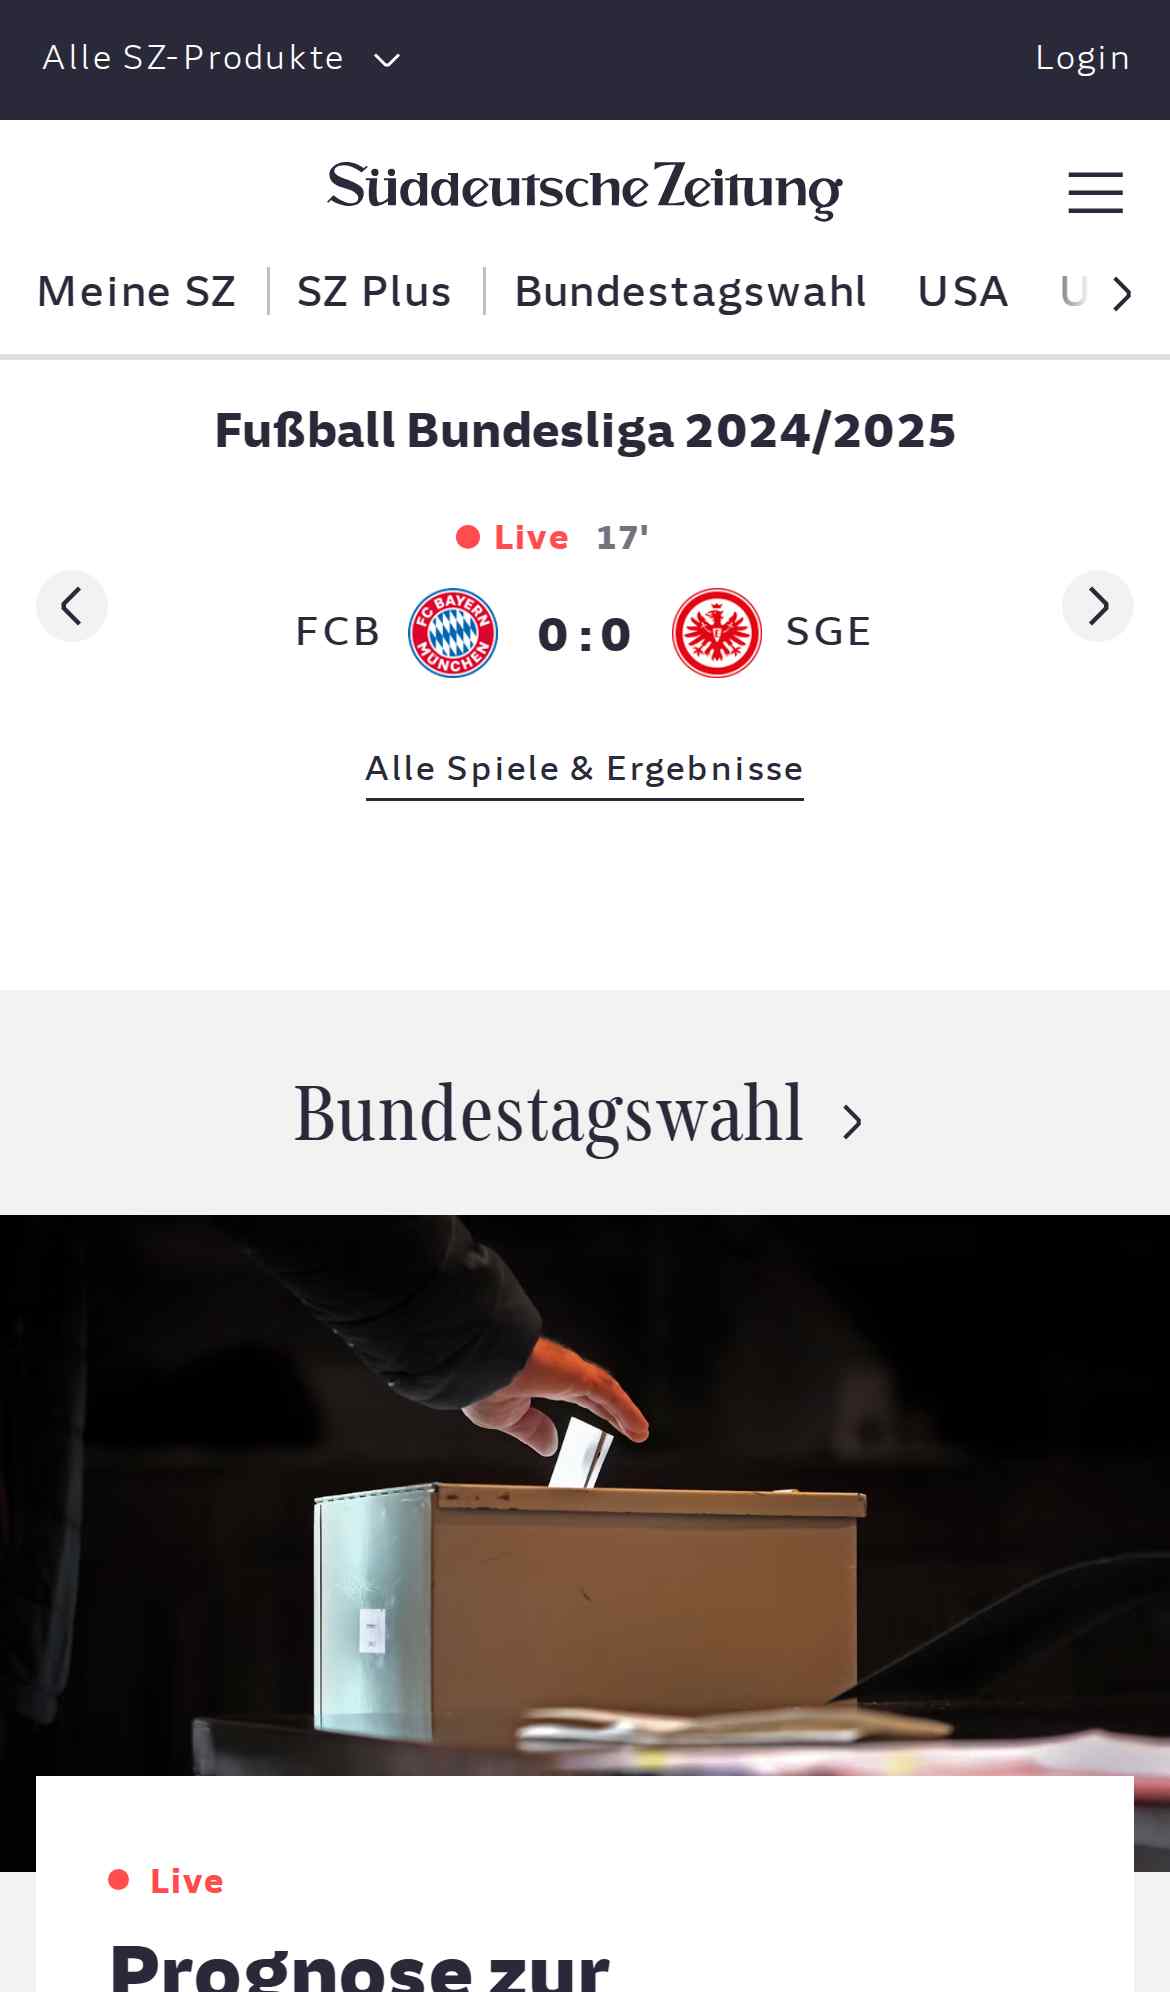 Alle SZ-Produkte Login
Süddeutsche Zeitung
Meine SZ SZ Plus Bundestagswahl USA U
Fußball Bundesliga 2024/2025
Live 17'
FCB FC BAYERN MÜNCHEN 0:0 SGE
Alle Spiele & Ergebnisse
Bundestagswahl
Live
Prognose zur